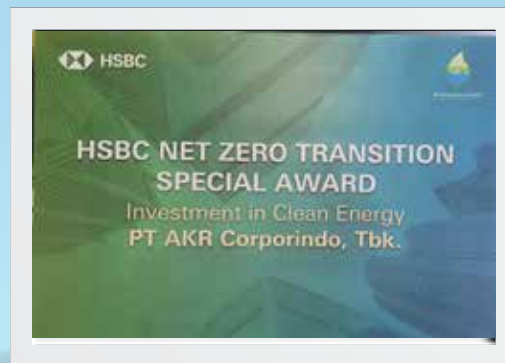 HSBC
HSBC NET ZERO TRANSITION
SPECIAL AWARD
Investment in Clean Energy
PT AKR Corporindo, Tbk.